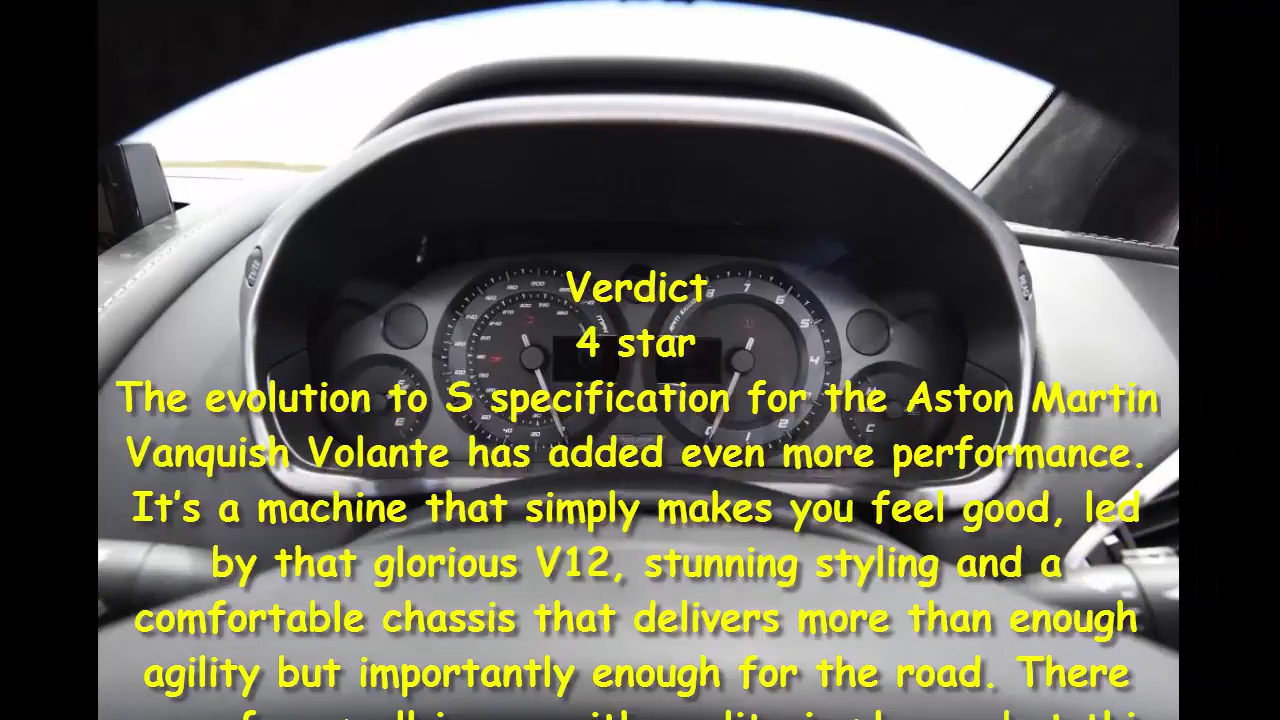 Verdict
4 star
The evolution to S specification for the Aston Martin
Vanquish Volante has added even more performance.
It's a machine that simply makes you feel good, led
by that glorious V12, stunning styling and a
comfortable chassis that delivers more than enough
agility but importantly enough for the road. There